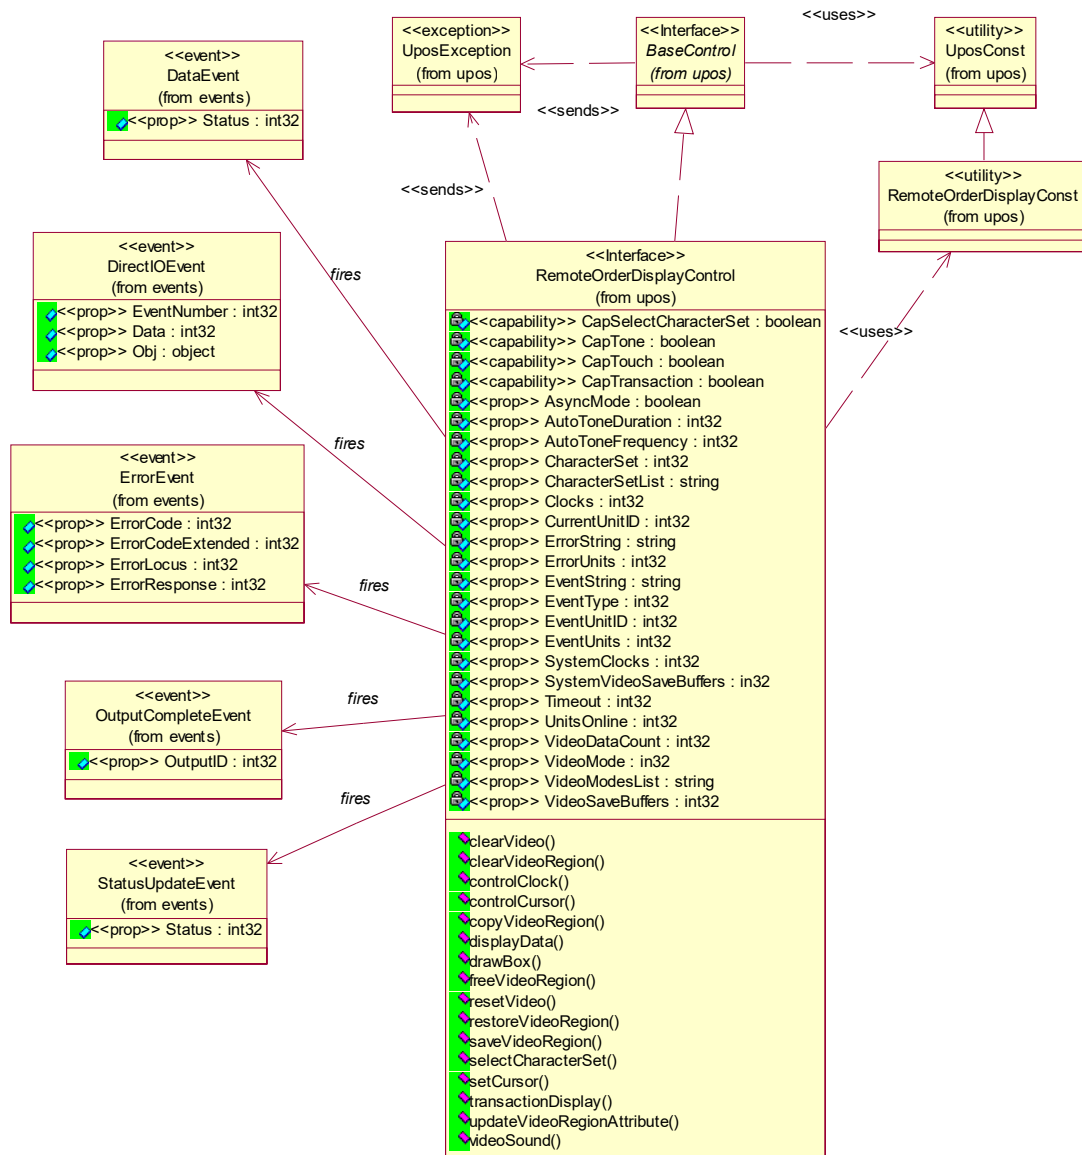 <<event>>
DataEvent
(from events)
<<prop>> Status : int32
<<exception>>
UposException
(from upos)
<<Interface>>
BaseControl
(from upos)
<<uses>>
<<utility>>
UposConst
(from upos)
<<sends>>
<<sends>>
<<utility>>
RemoteOrderDisplayConst
(from upos)
<<event>>
DirectIOEvent
(from events)
<<prop>> EventNumber : int32
<<prop>> Data : int32
<<prop>> Obj : object
fires
fires
<<uses>>
<<event>>
ErrorEvent
(from events)
<<prop>> ErrorCode : int32
<<prop>> ErrorCodeExtended : int32
<<prop>> ErrorLocus : int32
<<prop>> ErrorResponse : int32
fires
<<event>>
OutputCompleteEvent
(from events)
<<prop>> OutputID : int32
fires
<<event>>
StatusUpdateEvent
(from events)
<<prop>> Status : int32
fires
<<Interface>>
RemoteOrderDisplayControl
(from upos)
<<capability>> CapSelectCharacterSet : boolean
<<capability>> CapTone : boolean
<<capability>> CapTouch : boolean
<<capability>> CapTransaction : boolean
<<prop>> AsyncMode : boolean
<<prop>> AutoToneDuration : int32
<<prop>> AutoToneFrequency : int32
<<prop>> CharacterSet : int32
<<prop>> CharacterSetList : string
<<prop>> Clocks : int32
<<prop>> CurrentUnitID : int32
<<prop>> ErrorString : string
<<prop>> ErrorUnits : int32
<<prop>> EventString : string
<<prop>> EventType : int32
<<prop>> EventUnitID : int32
<<prop>> EventUnits : int32
<<prop>> SystemClocks : int32
<<prop>> SystemVideoSaveBuffers : in32
<<prop>> Timeout : int32
<<prop>> UnitsOnline : int32
<<prop>> VideoDataCount : int32
<<prop>> VideoMode : in32
<<prop>> VideoModesList : string
<<prop>> VideoSaveBuffers : int32
clearVideo()
clearVideoRegion()
controlClock()
controlCursor()
copyVideoRegion()
displayData()
drawBox()
freeVideoRegion()
resetVideo()
restoreVideoRegion()
saveVideoRegion()
selectCharacterSet()
setCursor()
transactionDisplay()
updateVideoRegionAttribute()
videoSound()